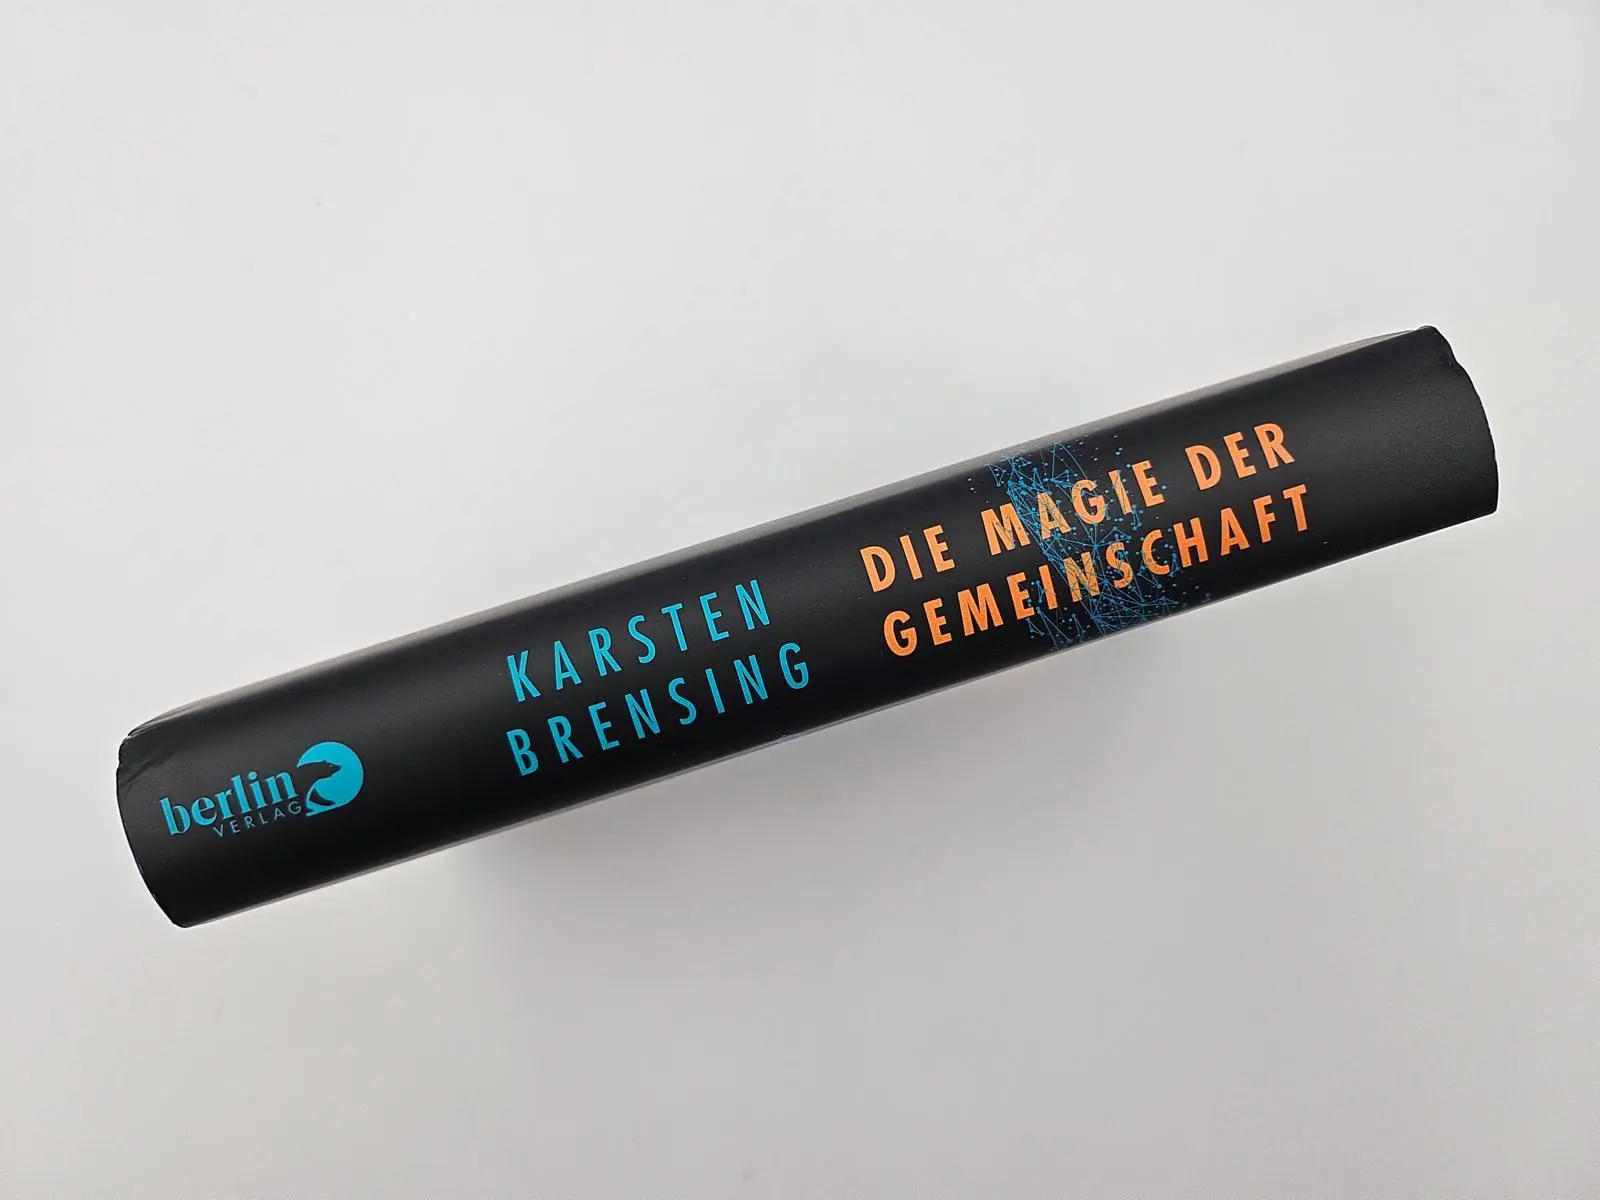 berlin
VERLAG
KARSTEN
BRENSING
DIE MAGIE DER
GEMEINSCHAFT